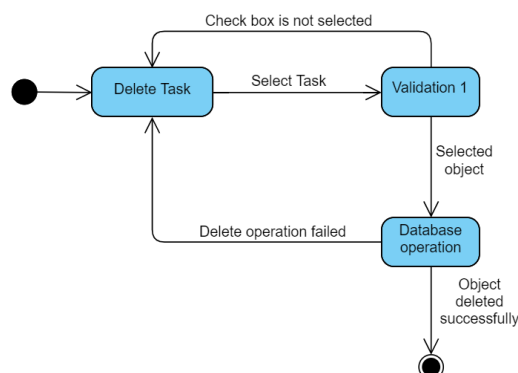 Check box is not selected
Delete Task
Select Task
Validation 1
Selected
object
Delete operation failed
Database
operation
Object
deleted
successfully